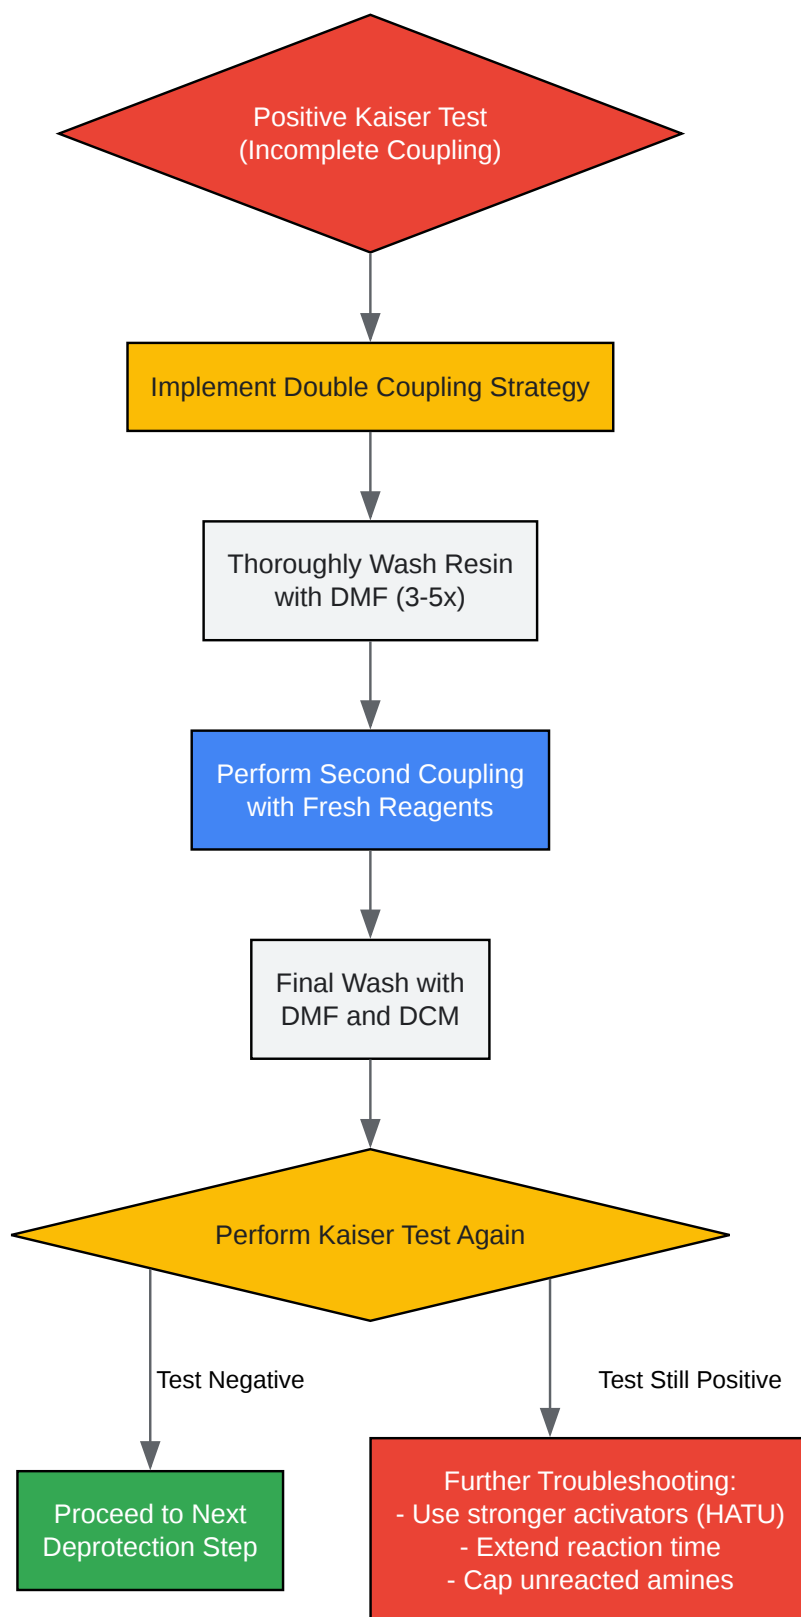 Positive Kaiser Test
(Incomplete Coupling)
Implement Double Coupling Strategy
Thoroughly Wash Resin
with DMF (3-5x)
Perform Second Coupling
with Fresh Reagents
Final Wash with
DMF and DCM
Perform Kaiser Test Again
Test Negative
Test Still Positive
Proceed to Next
Deprotection Step
Further Troubleshooting:
- Use stronger activators (HATU)
- Extend reaction time
- Cap unreacted amines